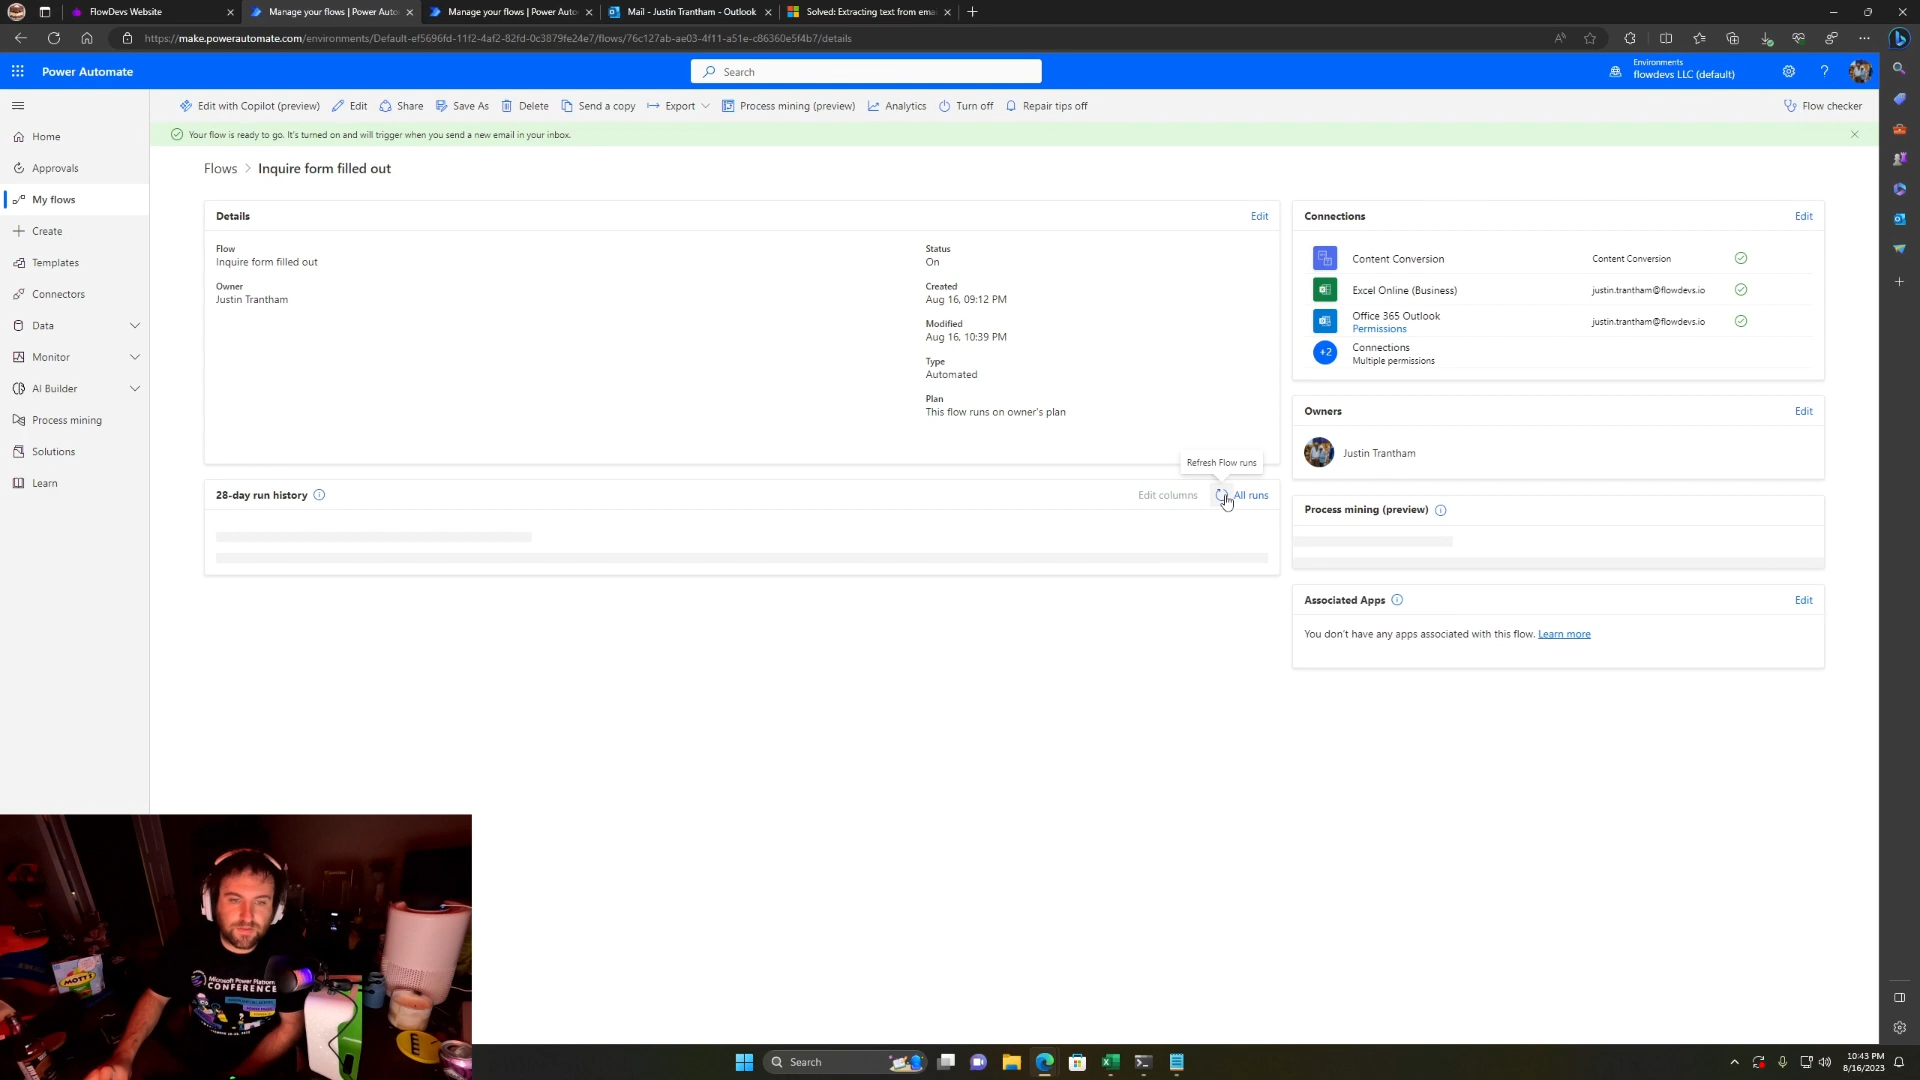 FlowDevs Website
Manage your flows | Power Auto
Manage your flows | Power Auto
Mail - Justin Trantham - Outlook
Solved: Extracting text from emai
https://make.powerautomate.com/environments/Default-ef5696fd-11f2-4af2-82fd-0c3879fe24e7/flows/76c127ab-ae03-4f11-a51e-c86360e5f4b7/details
Power Automate
Search
Environments
flowdevs LLC (default)
Edit with Copilot (preview)
Edit
Share
Save As
Delete
Send a copy
Export
Process mining (preview)
Analytics
Turn off
Repair tips off
Flow checker
Your flow is ready to go. It's turned on and will trigger when you send a new email in your inbox.
Home
Approvals
My flows
Create
Templates
Connectors
Data
Monitor
AI Builder
Process mining
Solutions
Learn
Flows > Inquire form filled out
Details
Edit
Flow
Inquire form filled out
Owner
Justin Trantham
Status
On
Created
Aug 16, 09:12 PM
Modified
Aug 16, 10:39 PM
Type
Automated
Plan
This flow runs on owner's plan
Refresh Flow runs
28-day run history
Edit columns
All runs
Connections
Edit
Content Conversion
Content Conversion
Excel Online (Business)
justin.trantham@flowdevs.io
Office 365 Outlook
Permissions
justin.trantham@flowdevs.io
+2
Connections
Multiple permissions
Owners
Edit
Justin Trantham
Process mining (preview)
Associated Apps
Edit
You don't have any apps associated with this flow. Learn more
MOTT'S
Microsoft Power Platform
CONFERENCE
Search
10:43 PM
8/16/2023